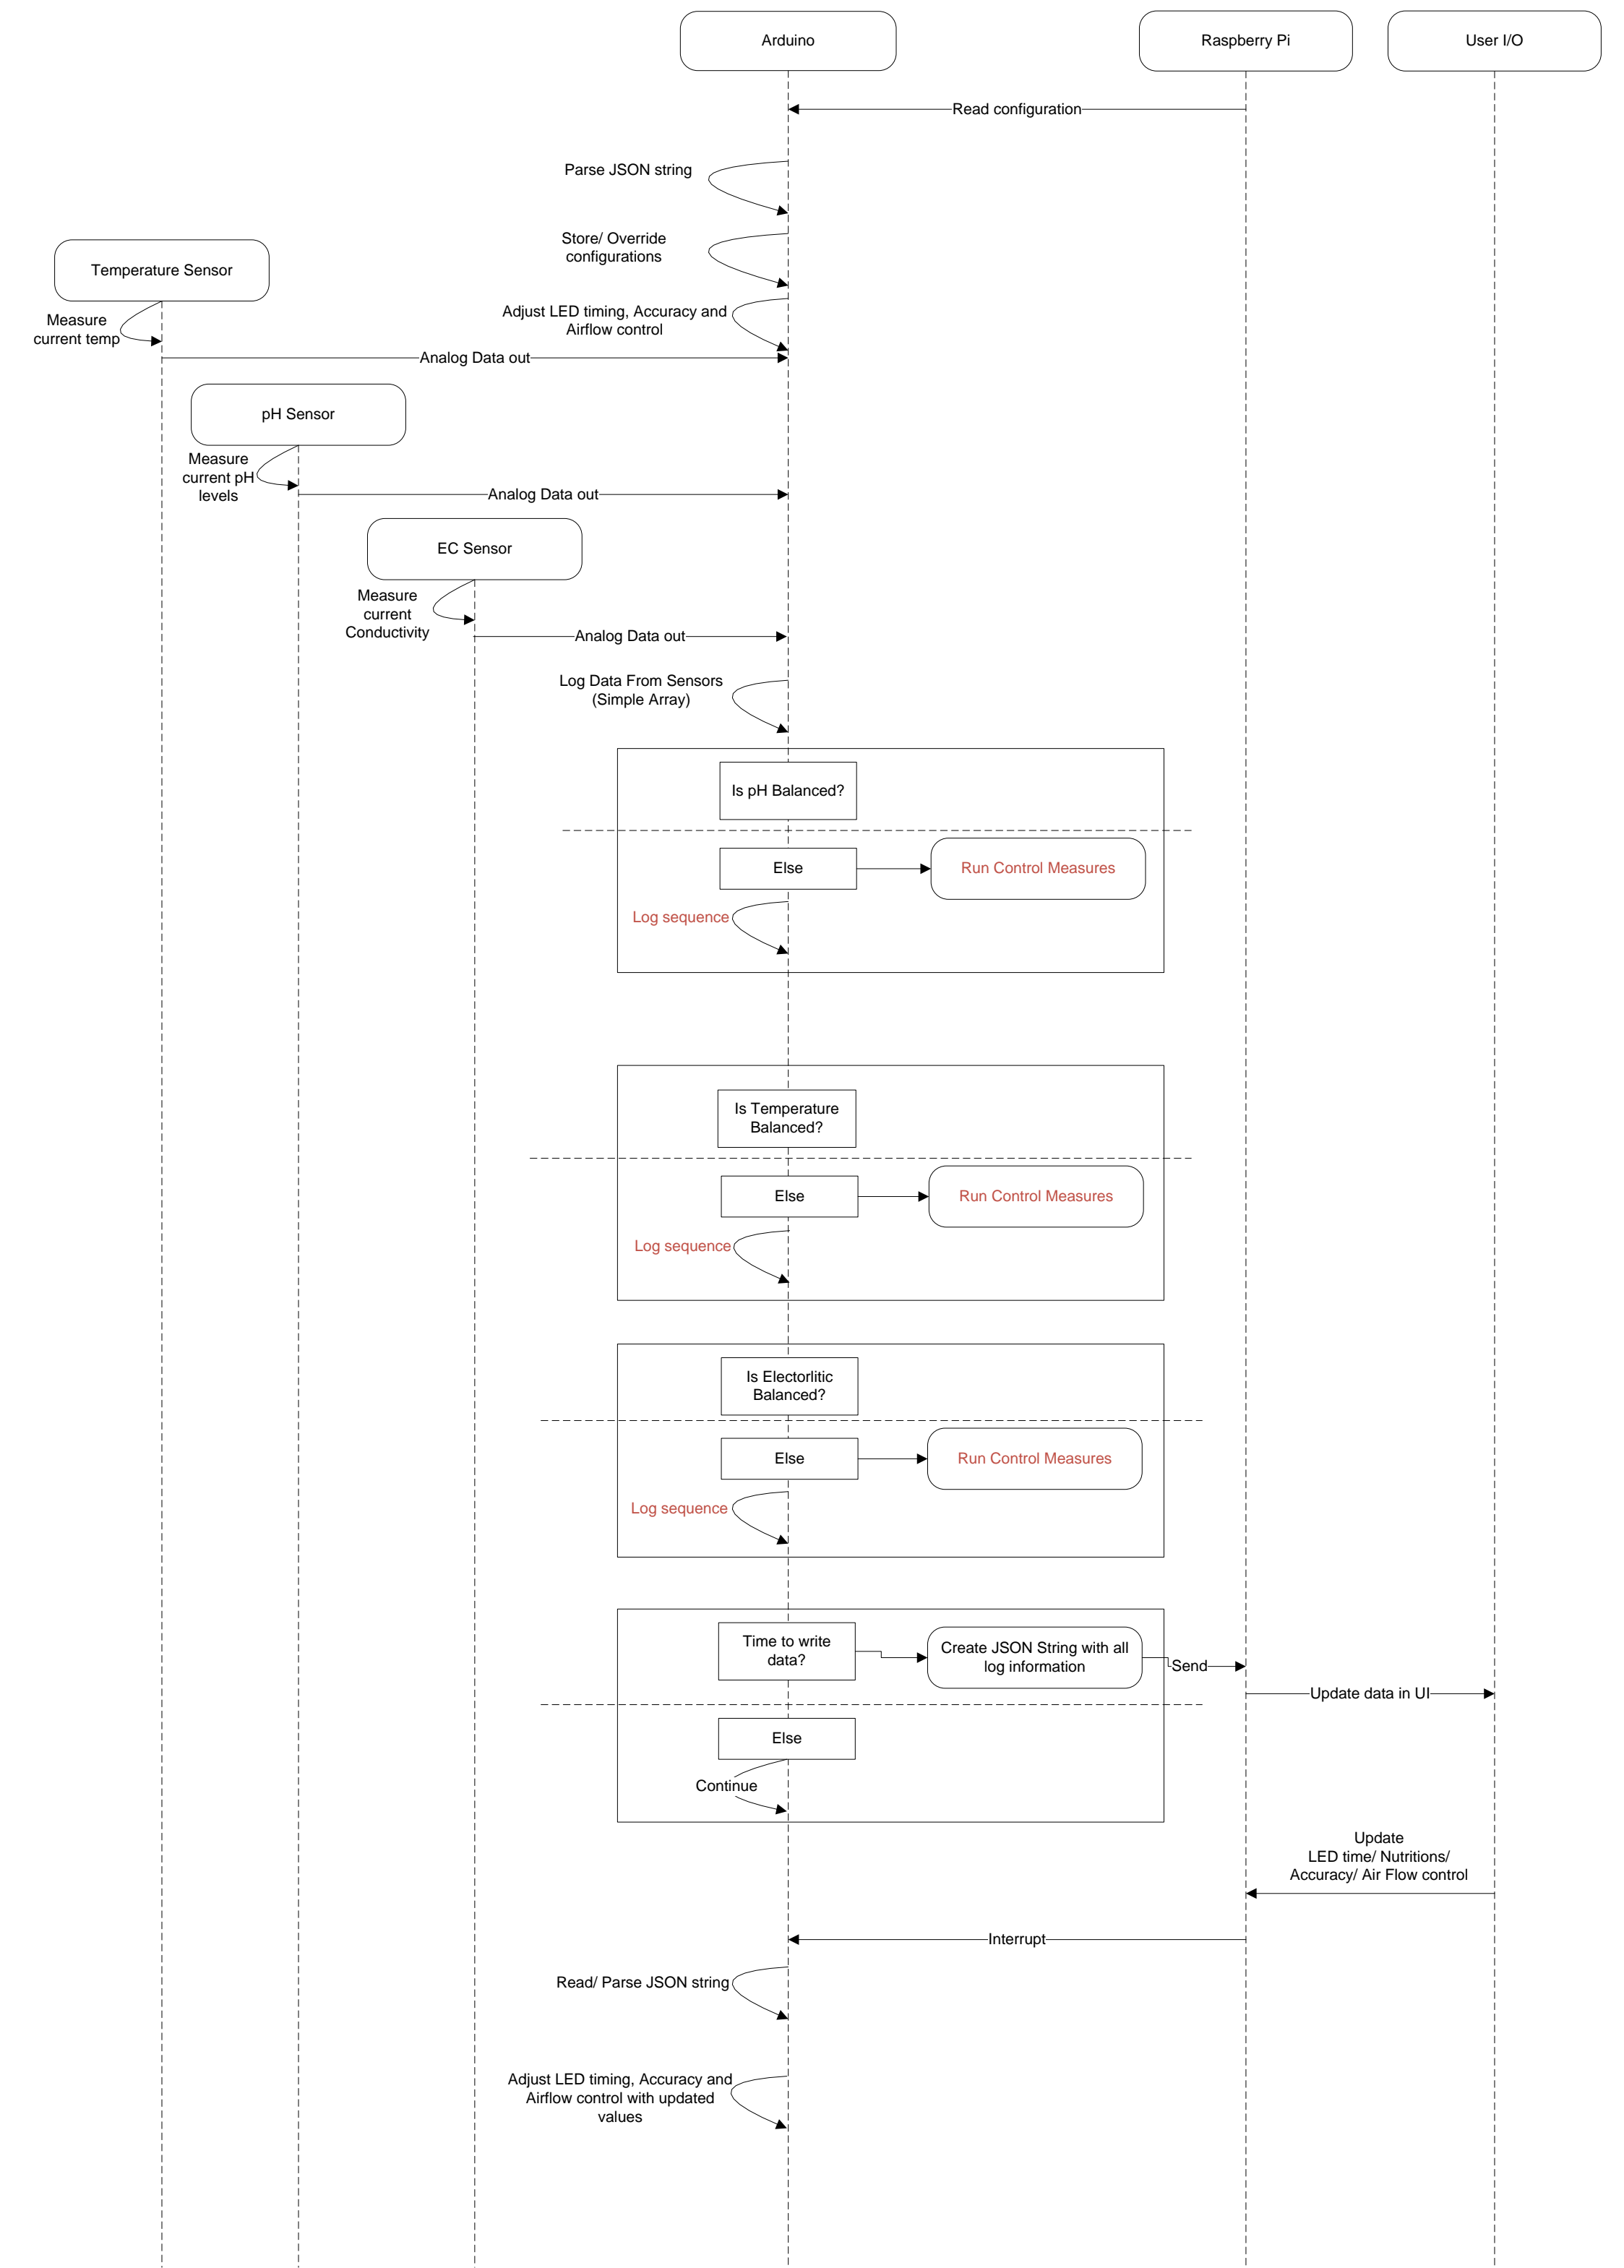 Arduino
Raspberry Pi
User I/O
Read configuration
Parse JSON string
Store/ Override
configurations
Temperature Sensor
Measure
current temp
Adjust LED timing, Accuracy and
Airflow control
Analog Data out
pH Sensor
Measure
current pH
levels
Analog Data out
EC Sensor
Measure
current
Conductivity
Analog Data out
Log Data From Sensors
(Simple Array)
Is pH Balanced?
Else
Run Control Measures
Log sequence
Is Temperature
Balanced?
Else
Run Control Measures
Log sequence
Is Electorlitic
Balanced?
Else
Run Control Measures
Log sequence
Time to write
data?
Create JSON String with all
log information
Send
Update data in UI
Else
Continue
Update
LED time/ Nutritions/
Accuracy/ Air Flow control
Interrupt
Read/ Parse JSON string
Adjust LED timing, Accuracy and
Airflow control with updated
values